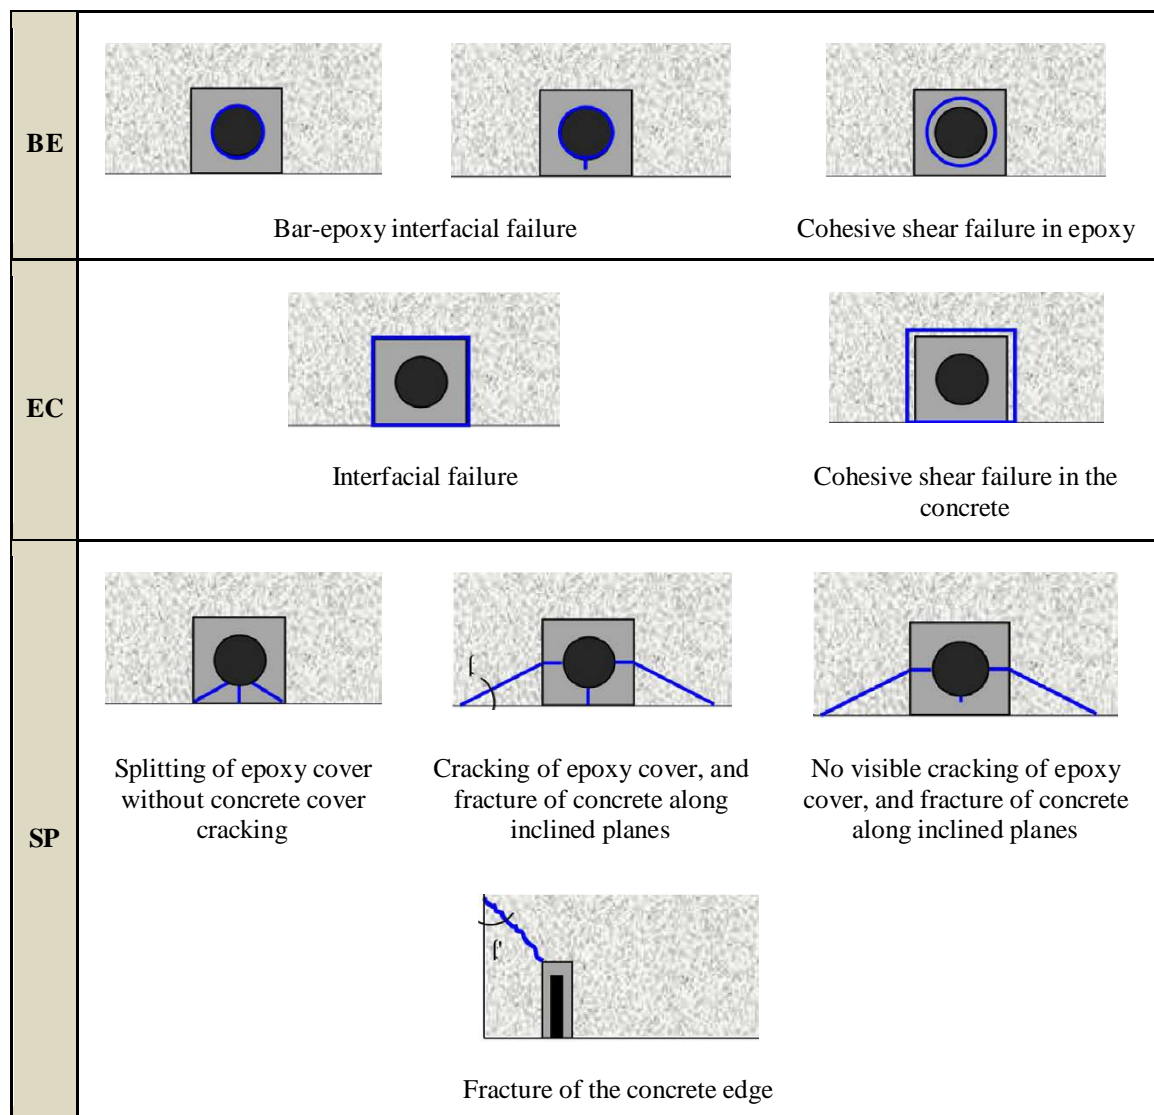 BE
Bar-epoxy interfacial failure
Cohesive shear failure in epoxy
EC
Interfacial failure
Cohesive shear failure in the
concrete
SP
Splitting of epoxy cover
without concrete cover
cracking
Cracking of epoxy cover, and
fracture of concrete along
inclined planes
No visible cracking of epoxy
cover, and fracture of concrete
along inclined planes
Fracture of the concrete edge